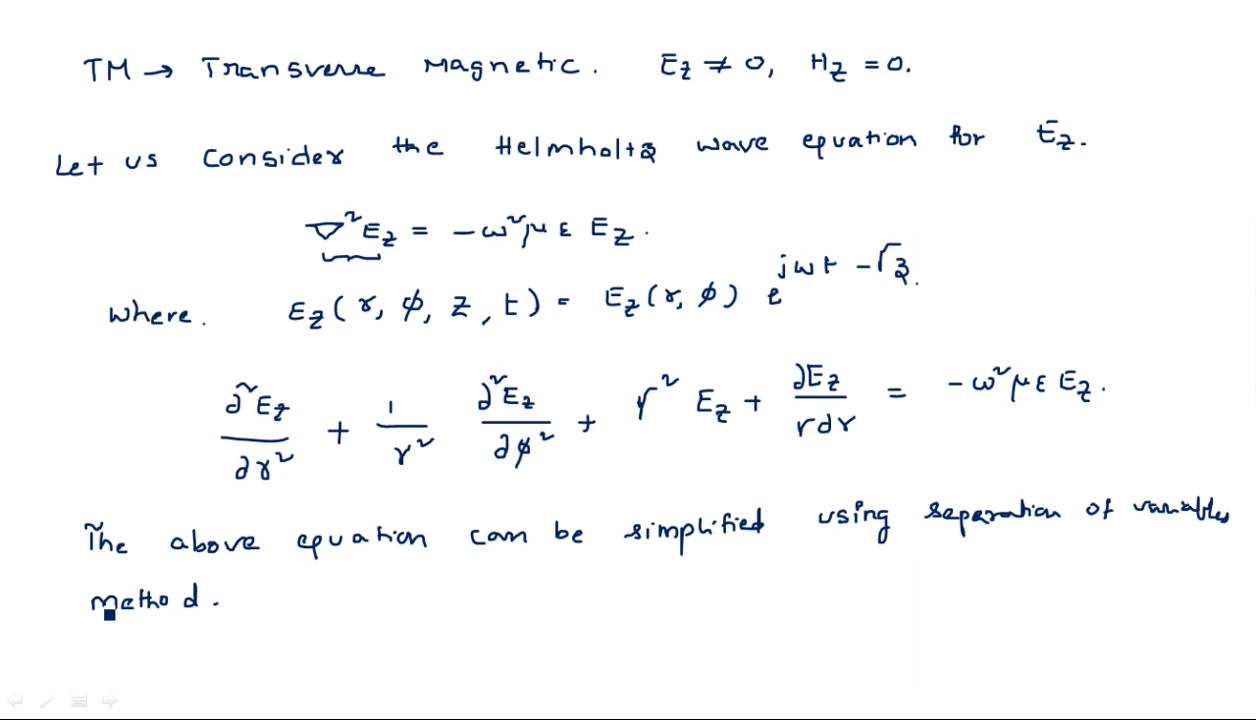 TM → Transverse Magnetic. Ez ≠ 0, Hz = 0.
Let us consider the Helmholtz wave equation for Ez.
∇²Ez = -ω²με Ez.
where. Ez(r, φ, z, t) = Ez(r, φ) e^(jωt - Γz).
∂²Ez/∂r² + 1/r² ∂²Ez/∂φ² + Γ² Ez + ∂Ez/r∂r = -ω²με Ez.
The above equation can be simplified using separation of variables
method.